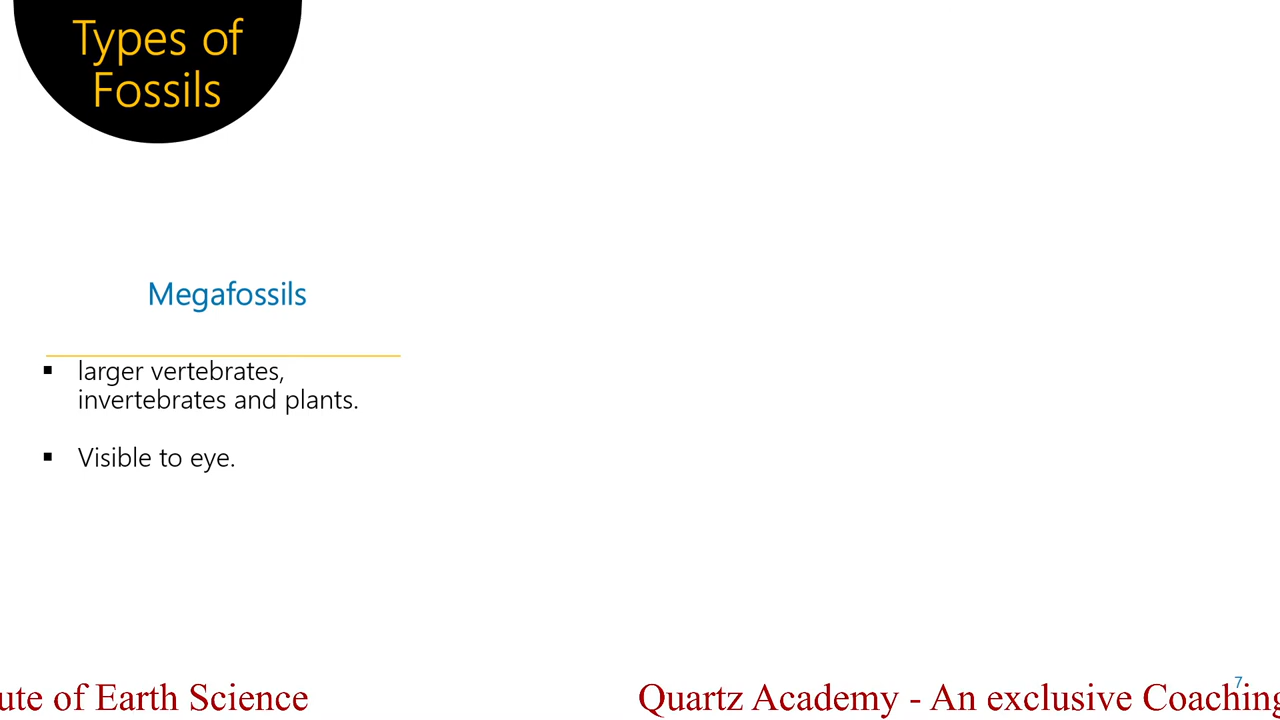 Types of
Fossils
Megafossils
▪ larger vertebrates,
invertebrates and plants.
▪ Visible to eye.
7
ute of Earth Science
Quartz Academy - An exclusive Coaching